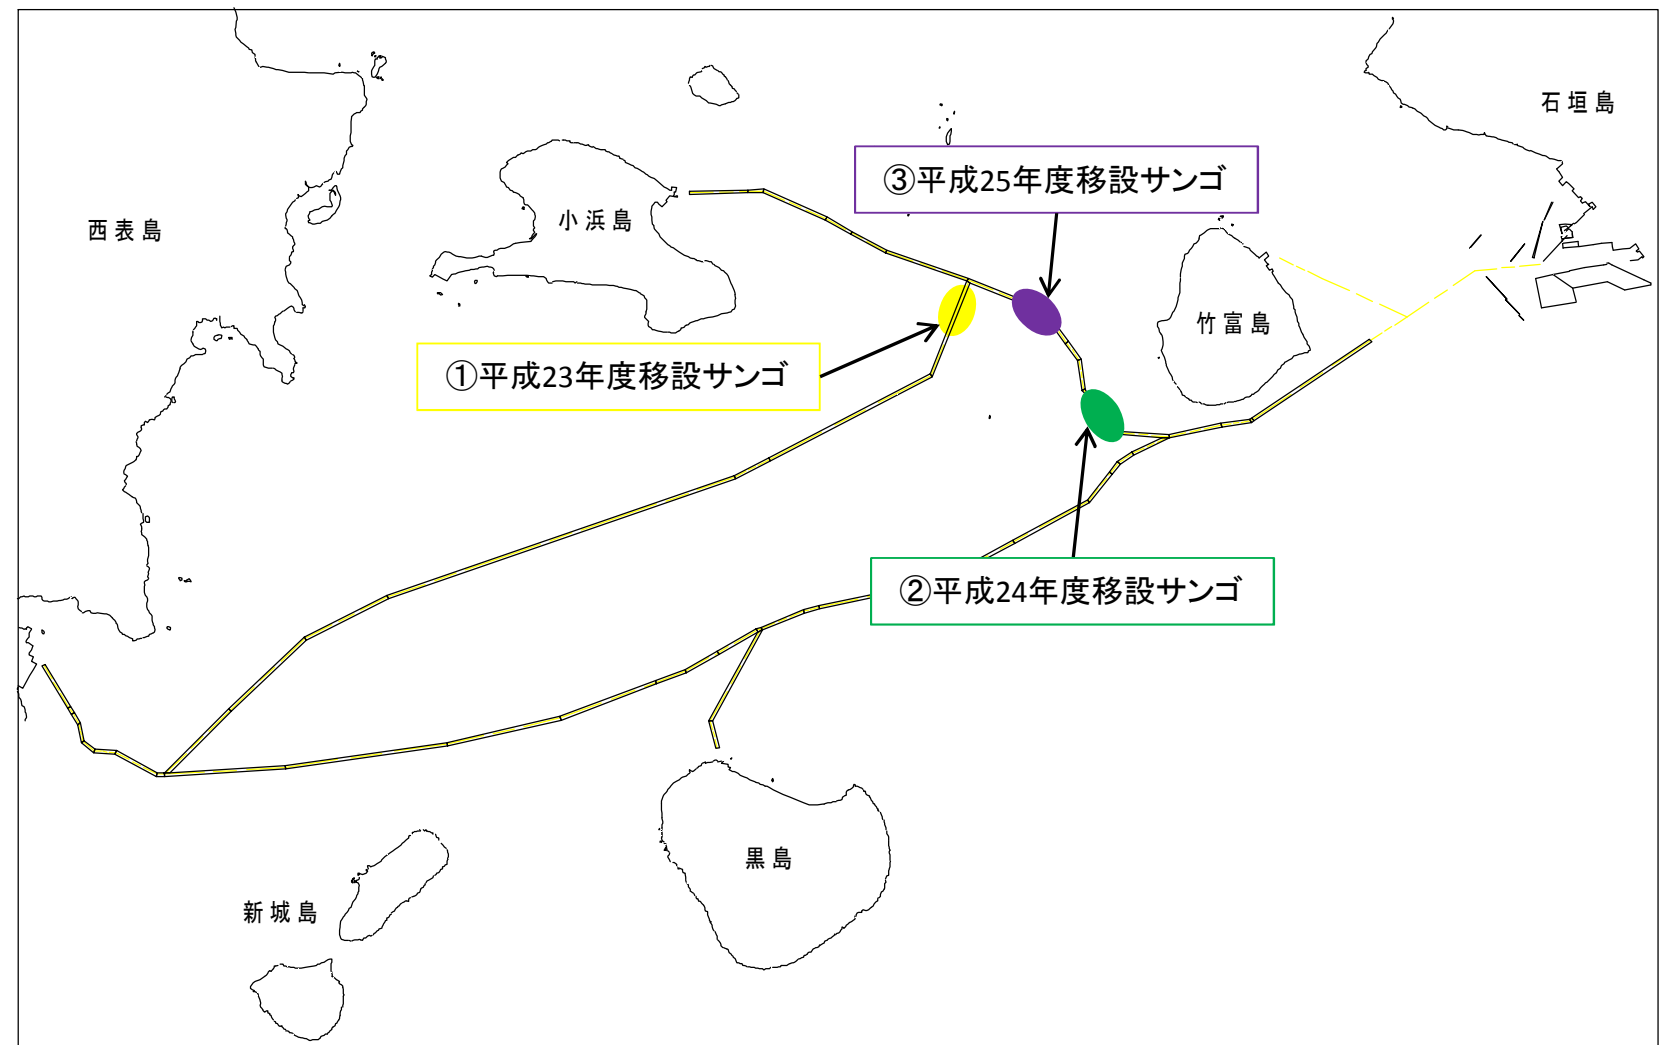 石垣島
③平成25年度移設サンゴ
西表島
小浜島
竹富島
①平成23年度移設サンゴ
②平成24年度移設サンゴ
黒島
新城島